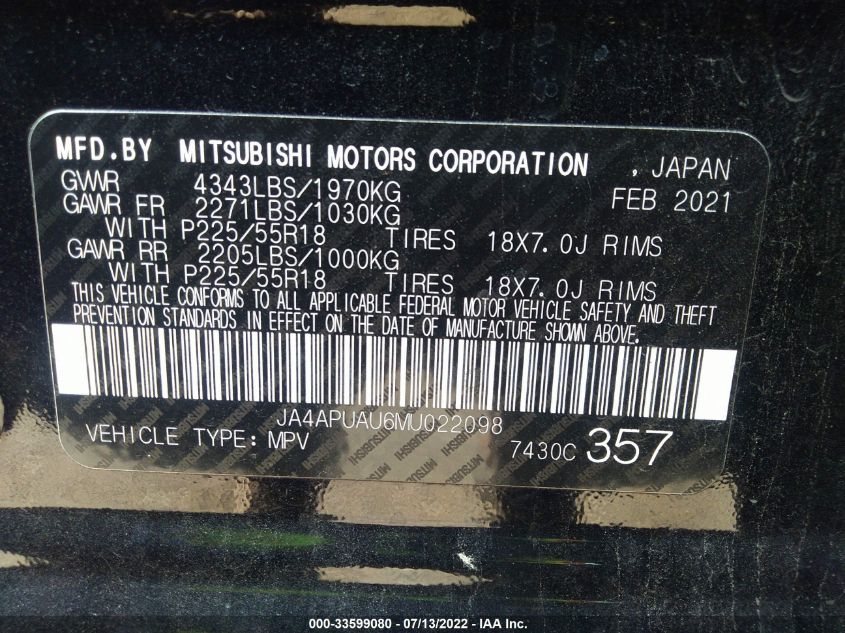 MFD.BY MITSUBISHI MOTORS CORPORATION , JAPAN
GVWR 4343LBS/1970KG FEB 2021
GAWR FR 2271LBS/1030KG
WITH P225/55R18 TIRES 18X7.0J RIMS
GAWR RR 2205LBS/1000KG
WITH P225/55R18 TIRES 18X7.0J RIMS
THIS VEHICLE CONFORMS TO ALL APPLICABLE FEDERAL MOTOR VEHICLE SAFETY AND THEFT
PREVENTION STANDARDS IN EFFECT ON THE DATE OF MANUFACTURE SHOWN ABOVE.
JA4APUAU6MU022098
VEHICLE TYPE: MPV 7430C 357
000-33599080 - 07/13/2022 - IAA Inc.